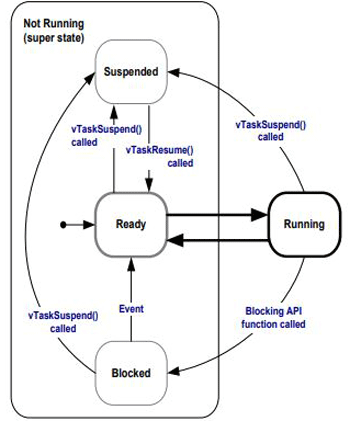 Not Running
(super state)
Suspended
vTaskSuspend()
called
vTaskResume()
called
vTaskSuspend()
called
Ready
Running
Event
vTaskSuspend()
called
Blocking API
function called
Blocked